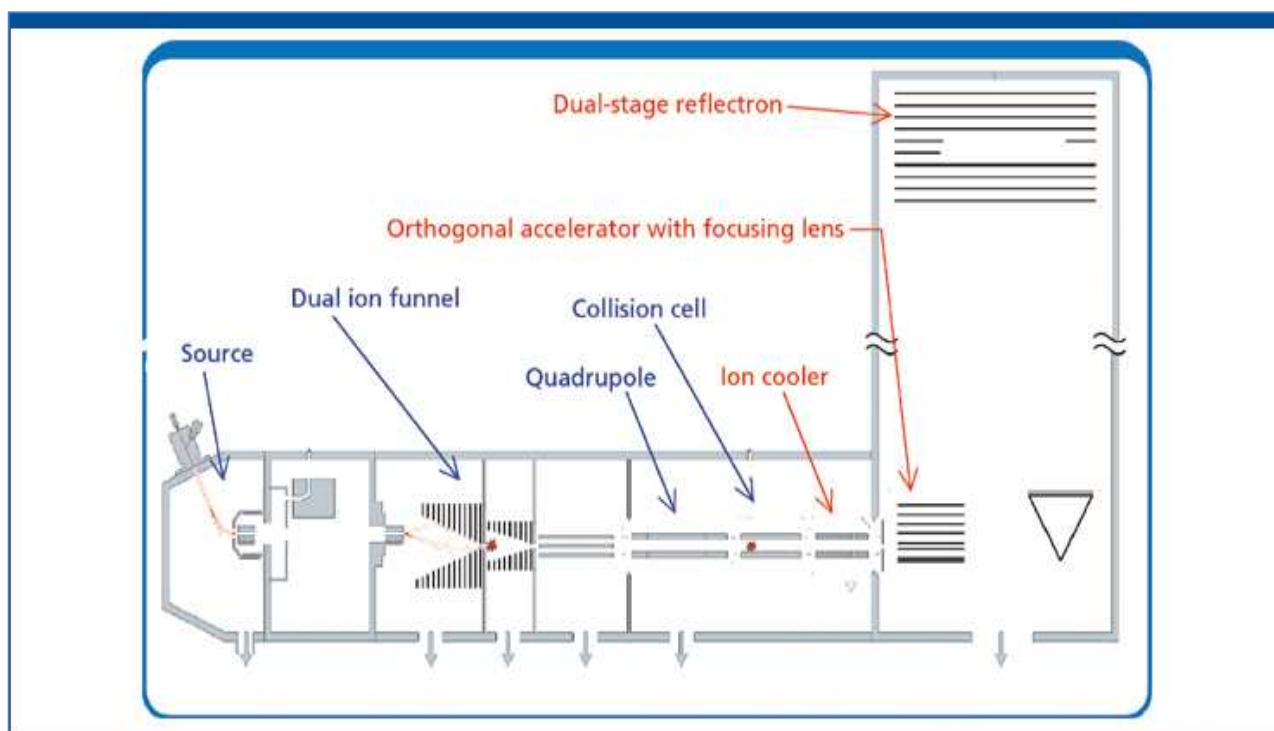 Dual-stage reflectron
Orthogonal accelerator with focusing lens
Dual ion funnel
Collision cell
Source
Quadrupole
Ion cooler